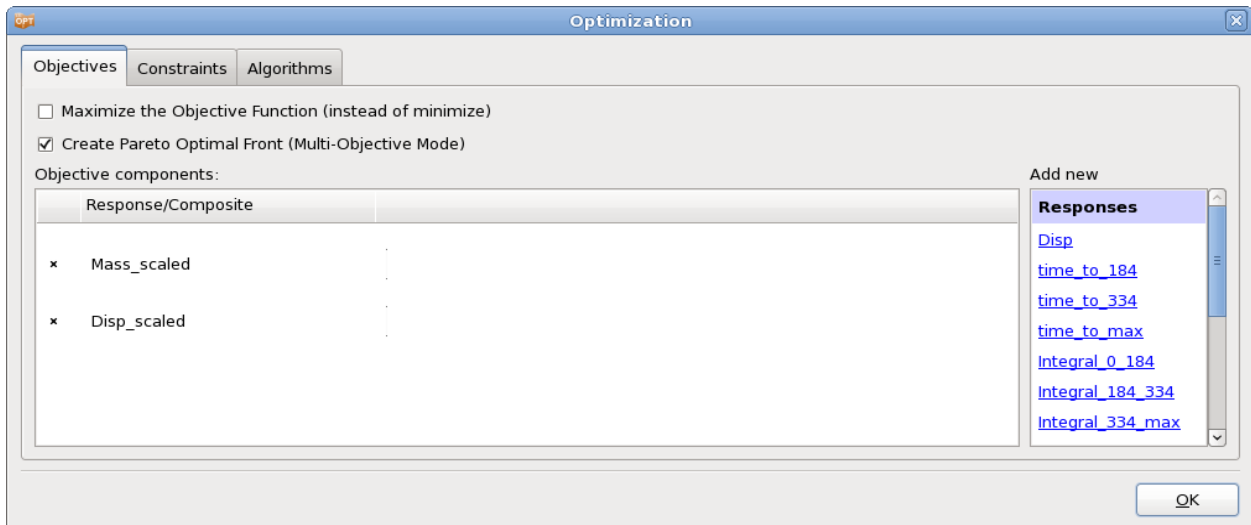 OPT
Optimization
Objectives Constraints Algorithms
Maximize the Objective Function (instead of minimize)
Create Pareto Optimal Front (Multi-Objective Mode)
Objective components:
Add new
Response/Composite
Responses
Disp
Mass_scaled
time_to_184
time_to_334
Disp_scaled
time_to_max
Integral_0_184
Integral_184_334
Integral_334_max
OK